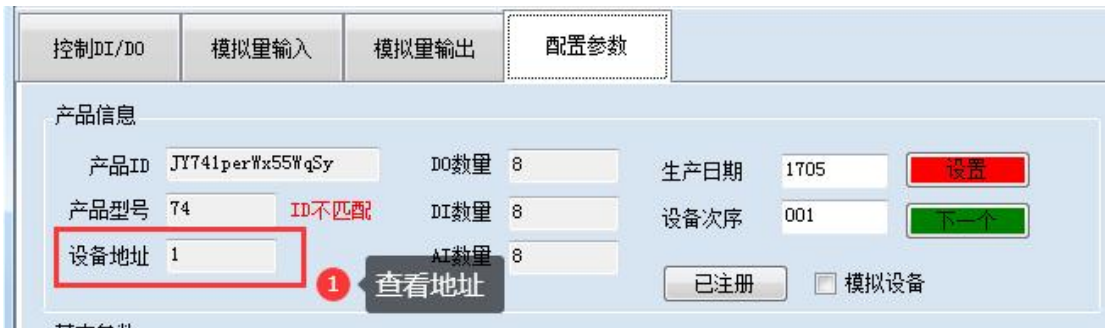 控制DI/DO 模拟里输入 模拟里输出 配置参数
产品信息
产品ID JY741perWx55WqSy DO数量 8 生产日期 1705 设置
产品型号 74 ID不匹配 DI数量 8 设备次序 001 下一个
设备地址 1 AI数量 8
1 查看地址 已注册 模拟设备